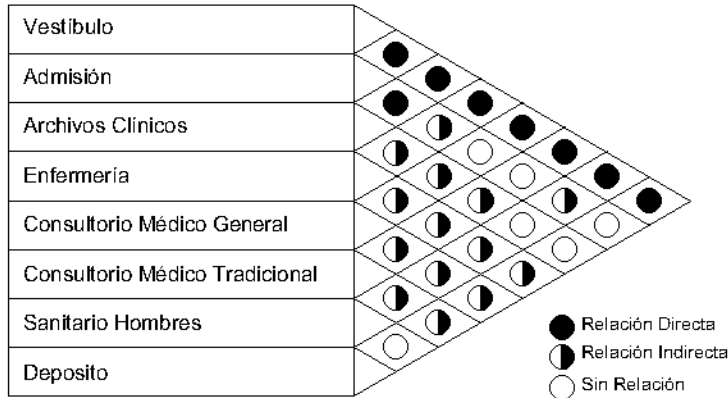 Vestíbulo
Admisión
Archivos Clínicos
Enfermería
Consultorio Médico General
Consultorio Médico Tradicional
Sanitario Hombres
Deposito
Relación Directa
Relación Indirecta
Sin Relación